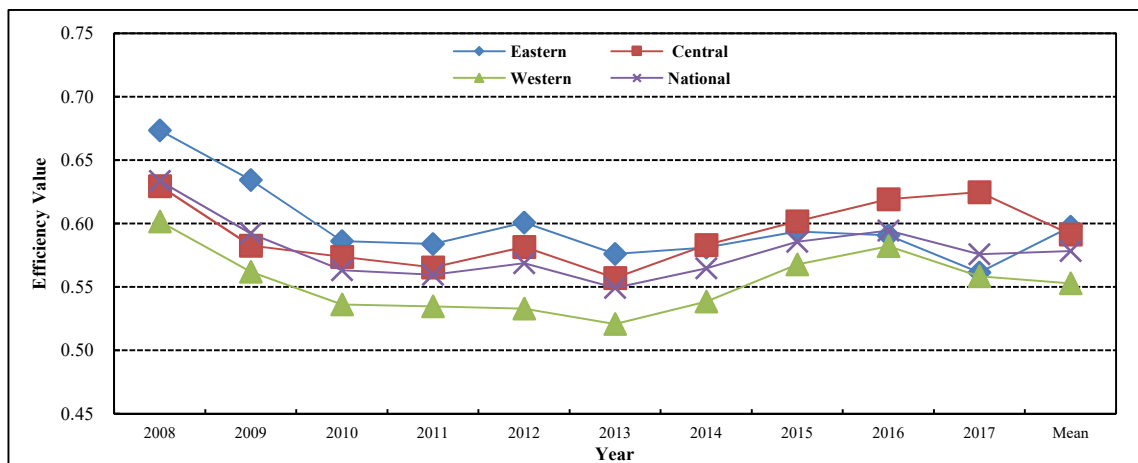 0.75
Eastern Central
Western National
0.70
0.65
0.60
0.55
0.50
0.45
Efficiency Value
2008 2009 2010 2011 2012 2013 2014 2015 2016 2017 Mean
Year